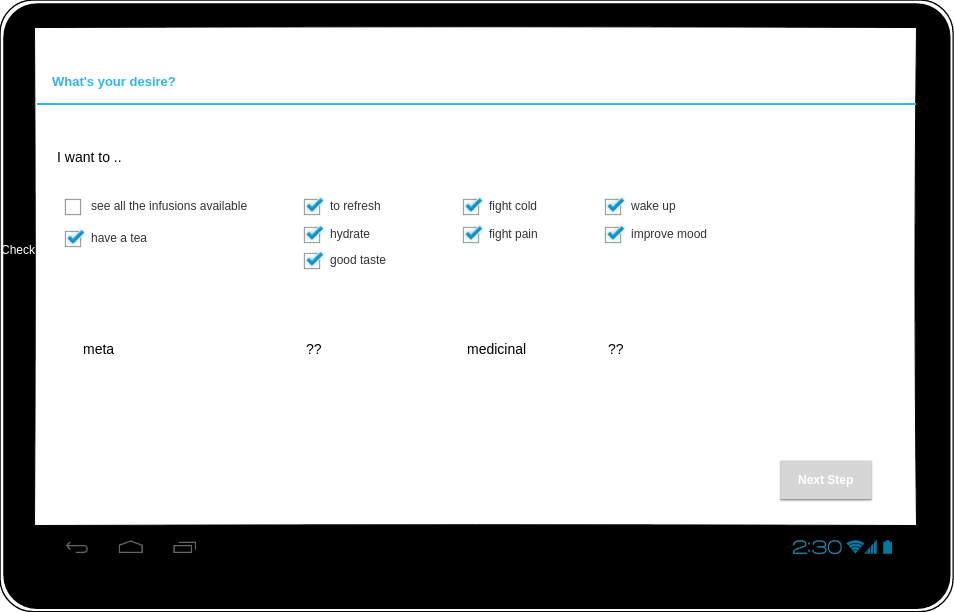 What's your desire?
I want to ..
see all the infusions available
to refresh
fight cold
wake up
have a tea
hydrate
fight pain
improve mood
Check
good taste
meta
??
medicinal
??
Next Step
2:30